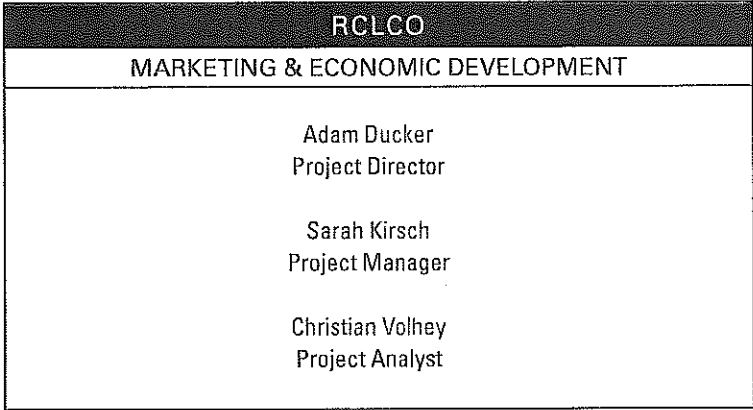 RCLCO
MARKETING & ECONOMIC DEVELOPMENT
Adam Ducker
Project Director
Sarah Kirsch
Project Manager
Christian Volhey
Project Analyst